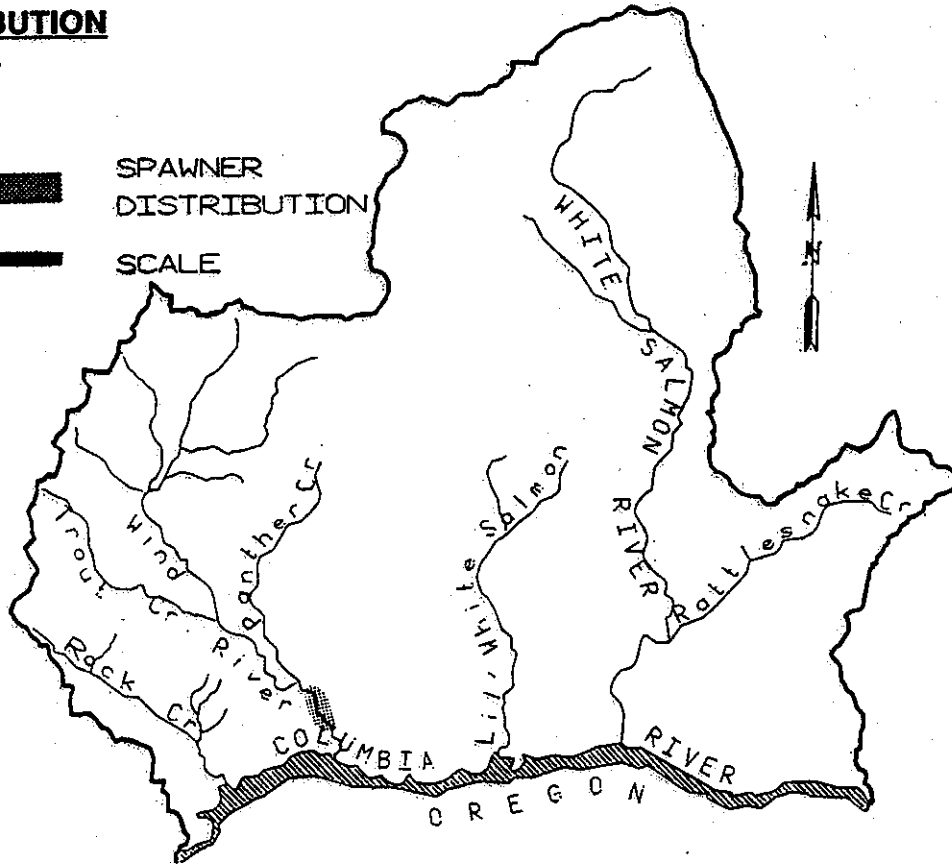 BUTION
SPAWNER
DISTRIBUTION
SCALE
N
WHITE SALMON RIVER
Wind River
Panther Cr
Trout Cr
Rock Cr
Lil' White Salmon
Rattlesnake Cr
COLUMBIA RIVER
OREGON